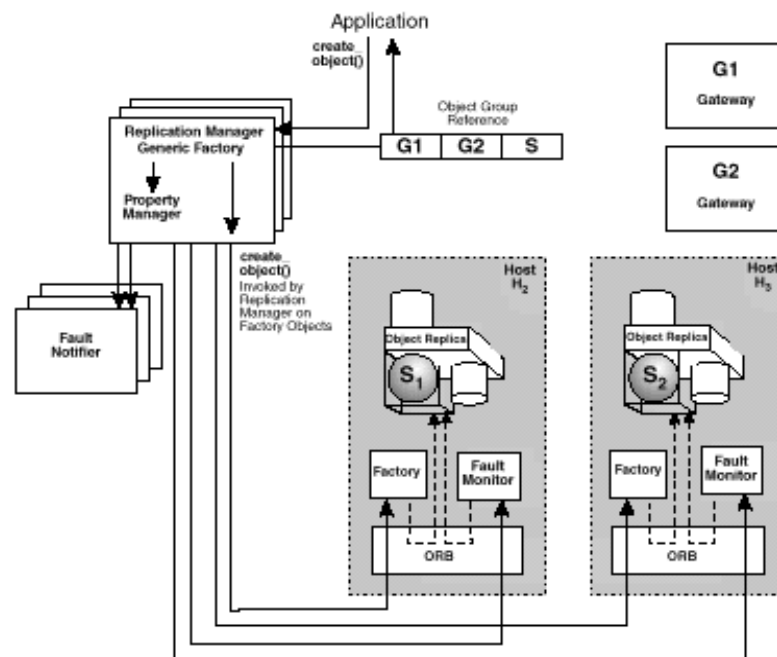 Application
create_
object()
Object Group
Reference
G1 G2 S
G1
Gateway
G2
Gateway
Replication Manager
Generic Factory
Property
Manager
create_
object()
Invoked by
Replication
Manager on
Factory Objects
Fault
Notifier
Host
H2
Object Replica
S1
Factory
Fault
Monitor
ORB
Host
H3
Object Replica
S2
Factory
Fault
Monitor
ORB